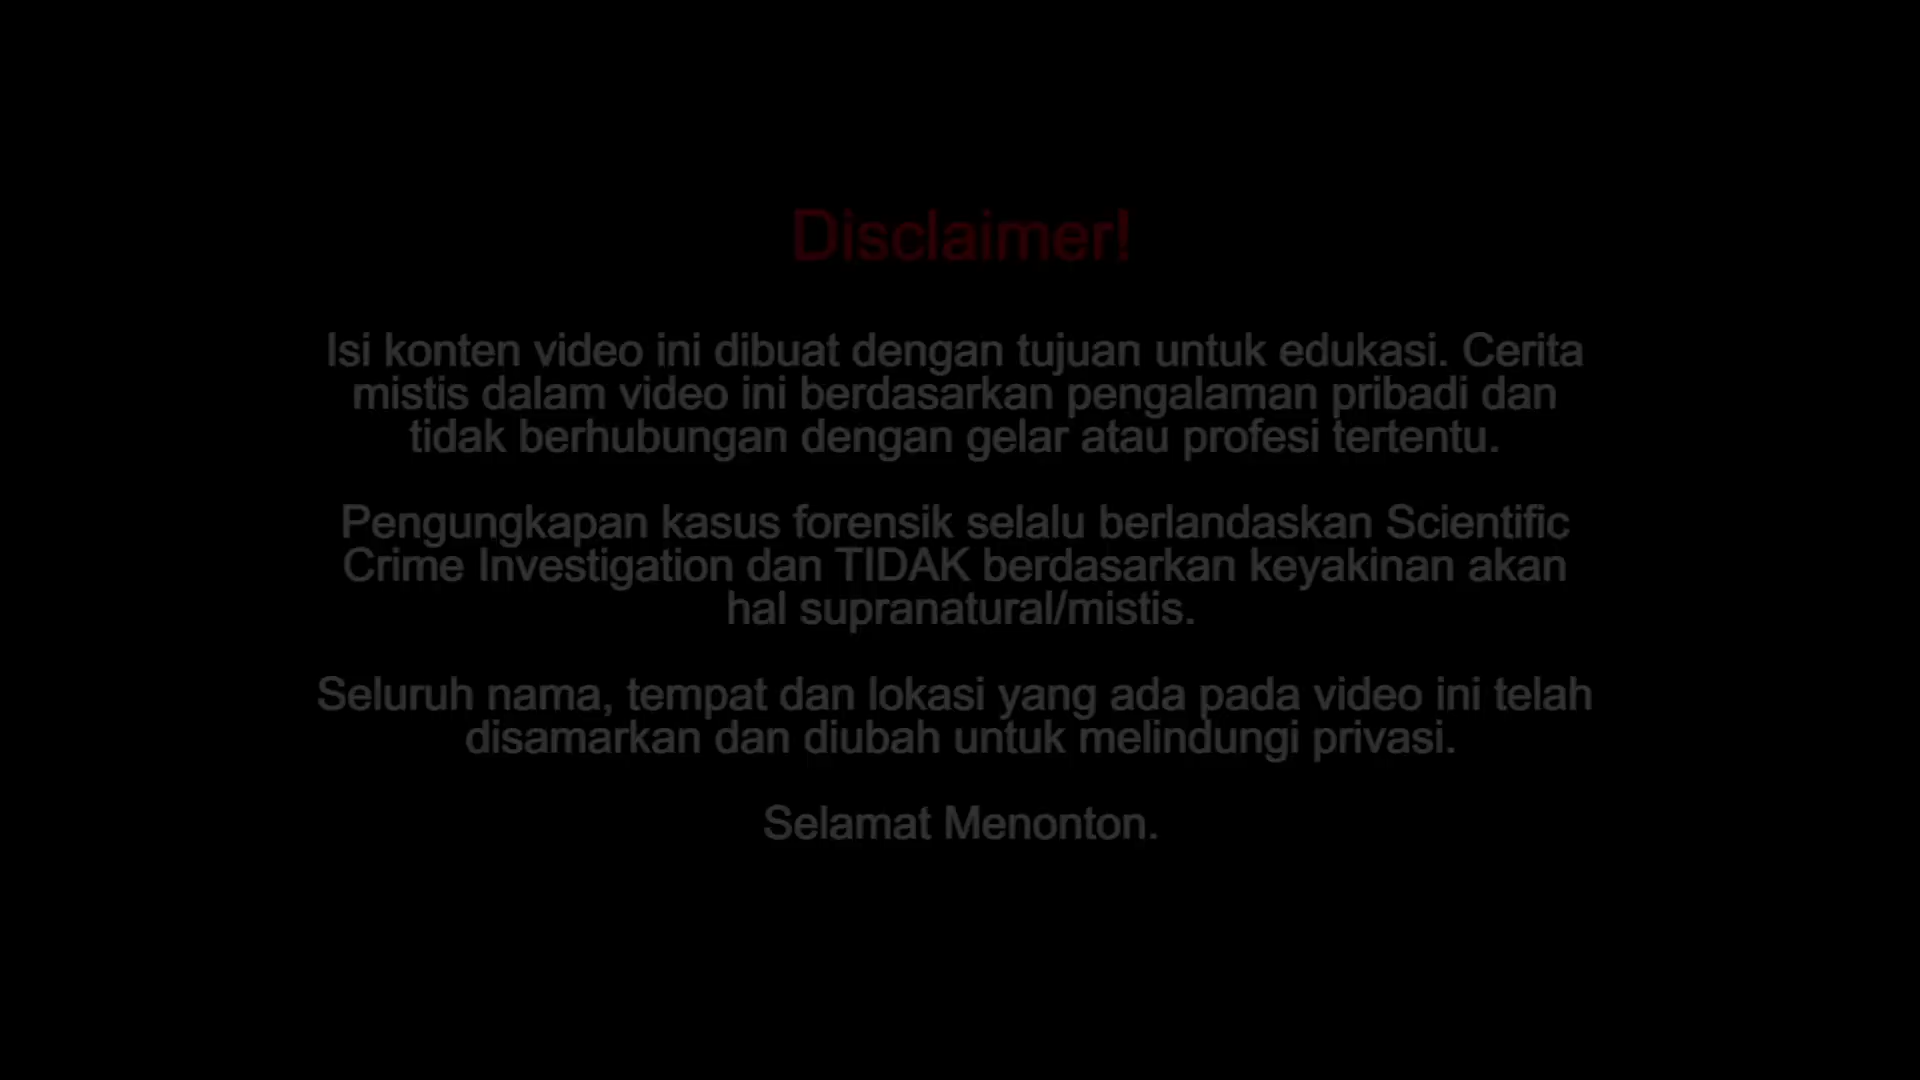 Disclaimer!
Isi konten video ini dibuat dengan tujuan untuk edukasi. Cerita
mistis dalam video ini berdasarkan pengalaman pribadi dan
tidak berhubungan dengan gelar atau profesi tertentu.
Pengungkapan kasus forensik selalu berlandaskan Scientific
Crime Investigation dan TIDAK berdasarkan keyakinan akan
hal supranatural/mistis.
Seluruh nama, tempat dan lokasi yang ada pada video ini telah
disamarkan dan diubah untuk melindungi privasi.
Selamat Menonton.